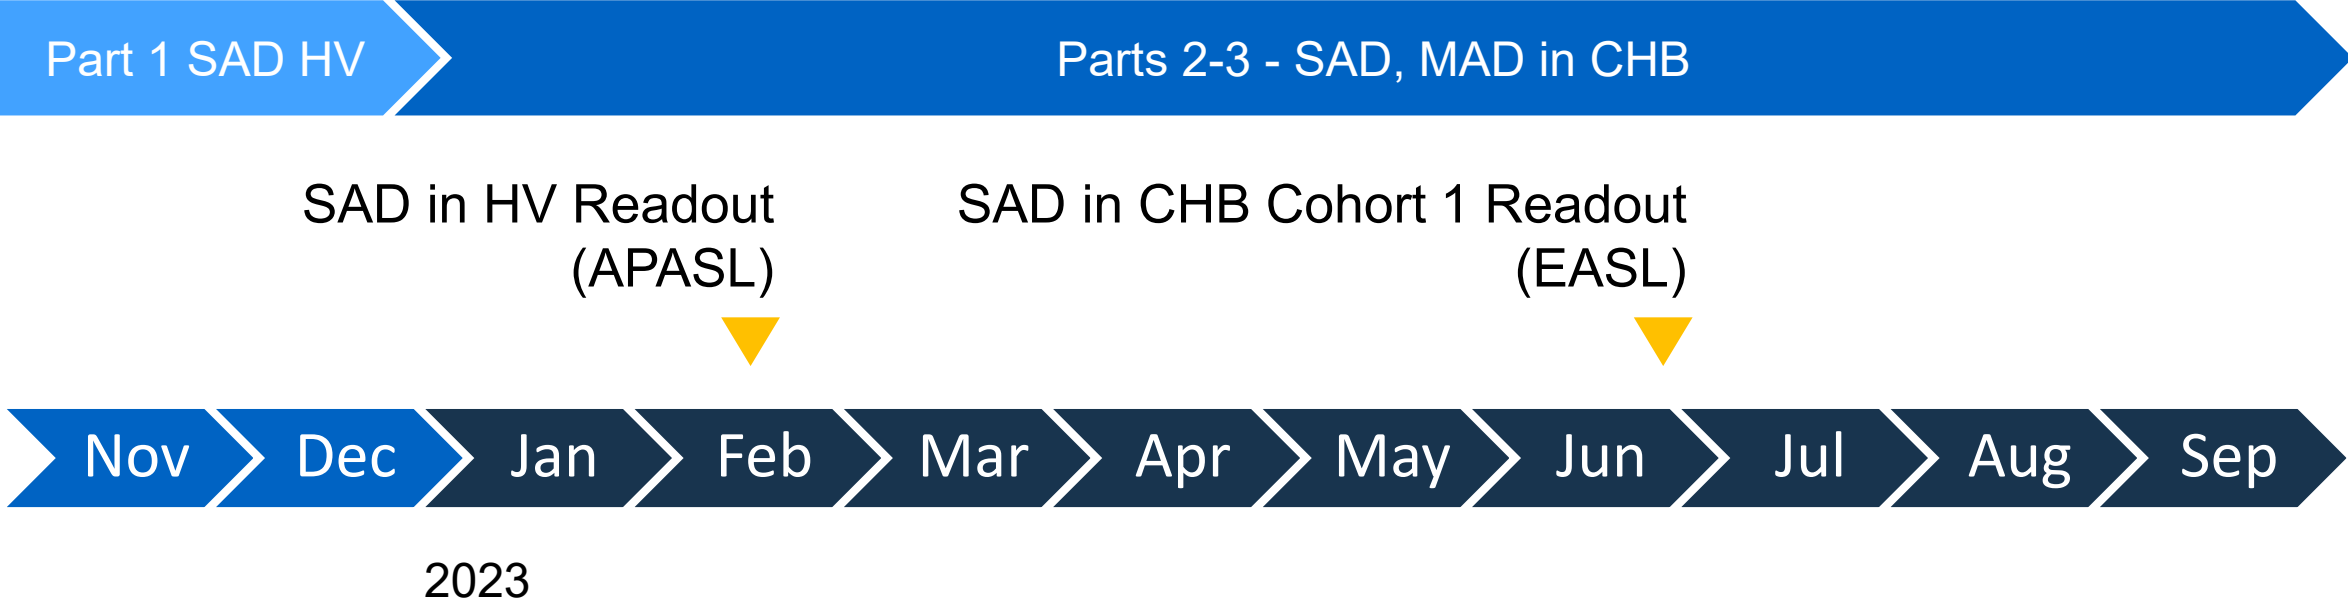 Part 1 SAD HV
Parts 2-3 - SAD, MAD in CHB
SAD in HV Readout
(APASL)
SAD in CHB Cohort 1 Readout
(EASL)
Nov
Dec
Jan
Feb
Mar
Apr
May
Jun
Jul
Aug
Sep
2023